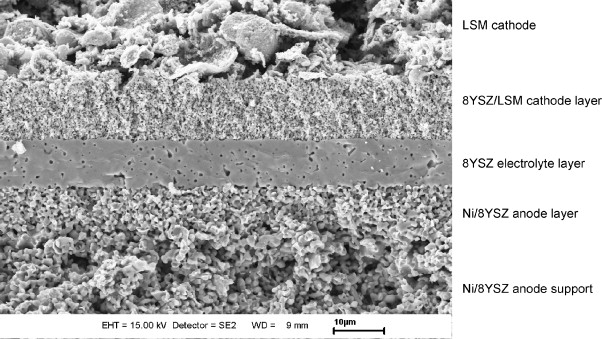 LSM cathode
8YSZ/LSM cathode layer
8YSZ electrolyte layer
Ni/8YSZ anode layer
Ni/8YSZ anode support
EHT = 15.00 kV Detector = SE2 WD = 9 mm 10µm